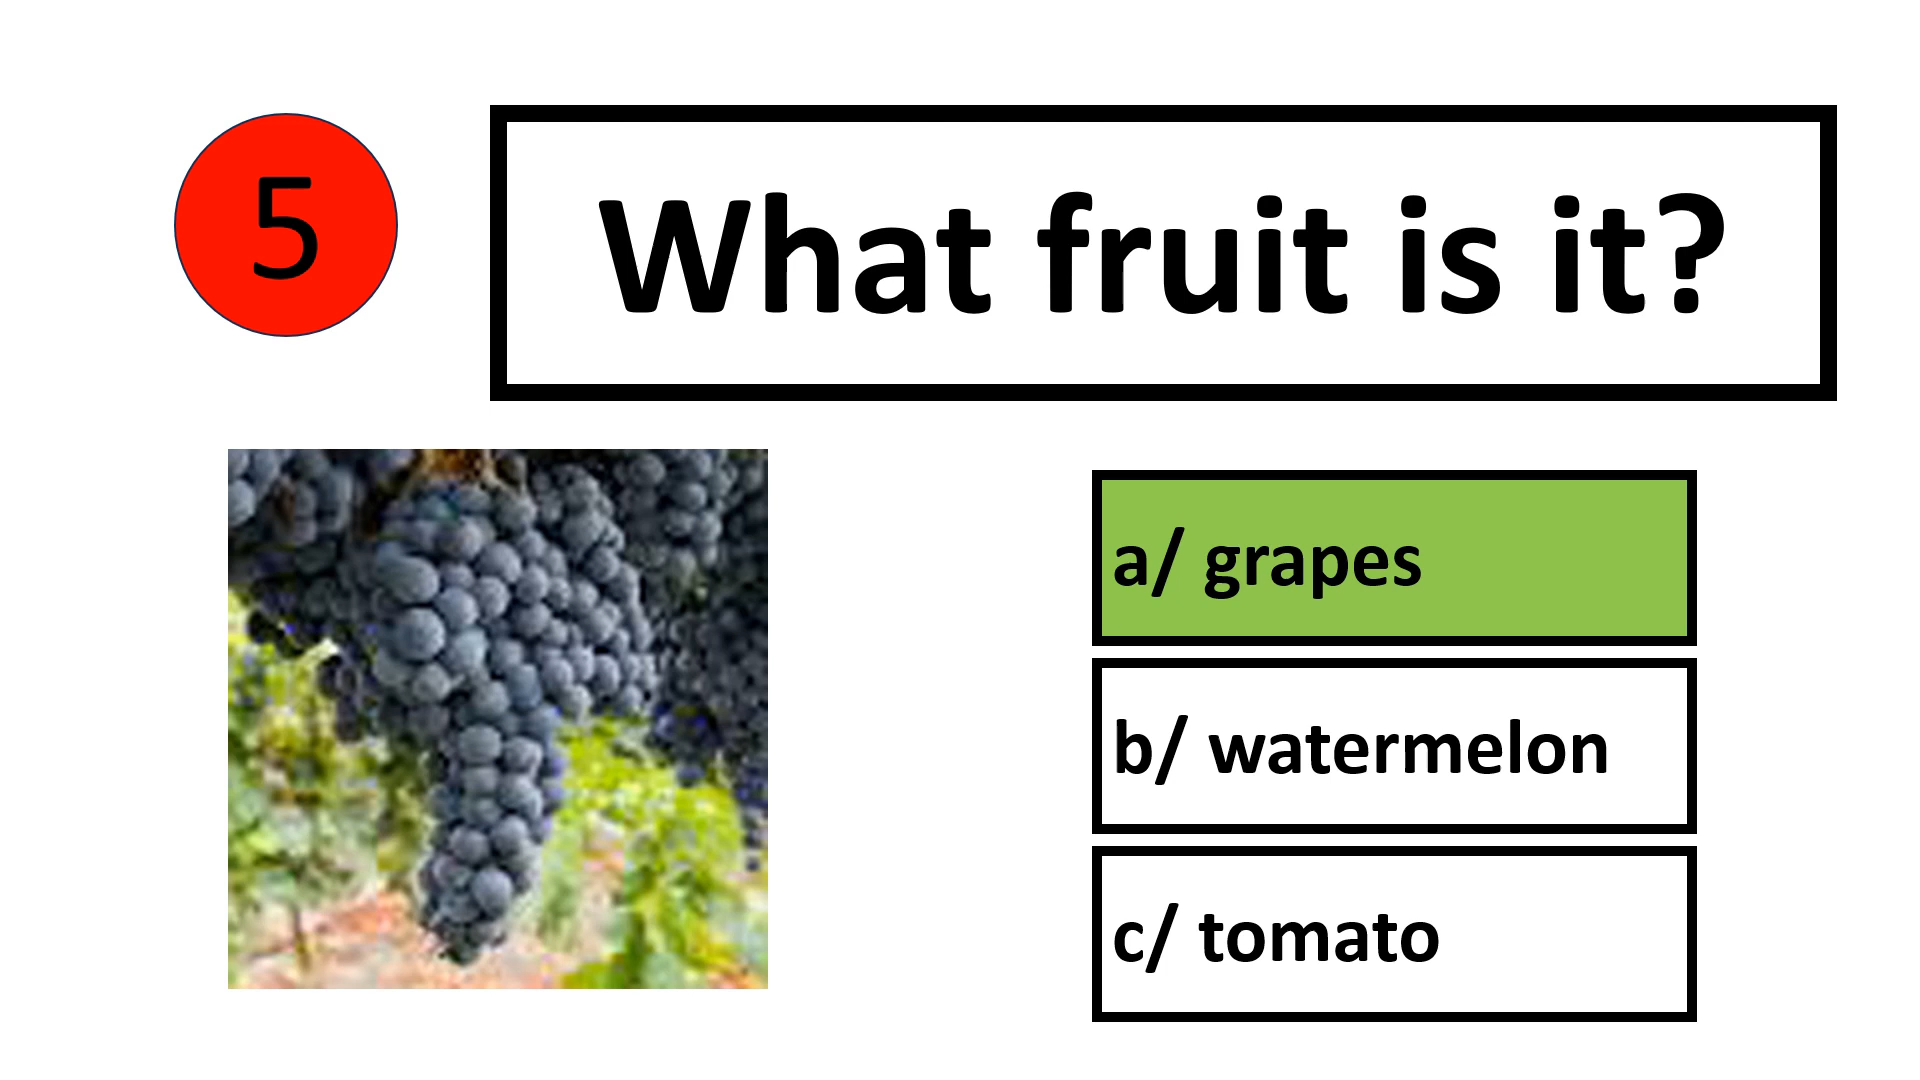 5
What fruit is it?
a/ grapes
b/ watermelon
c/ tomato